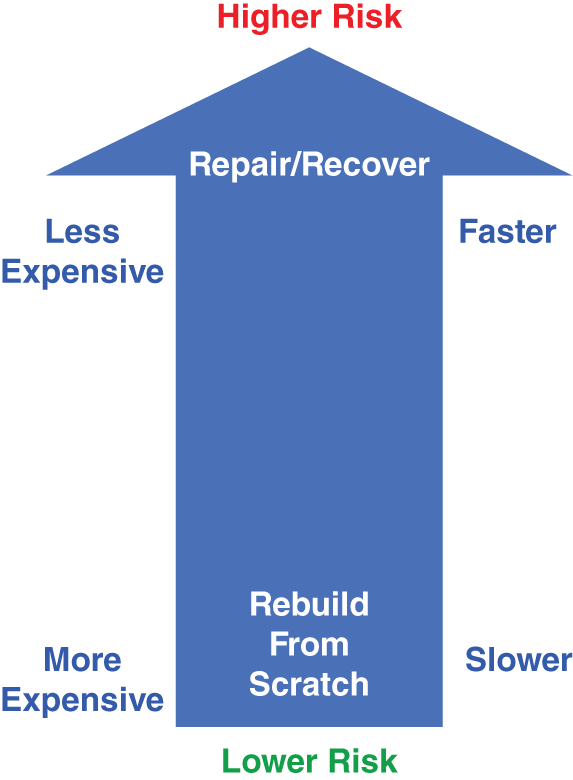 Higher Risk
Repair/Recover
Less
Expensive
Faster
Rebuild
From
Scratch
More
Expensive
Slower
Lower Risk